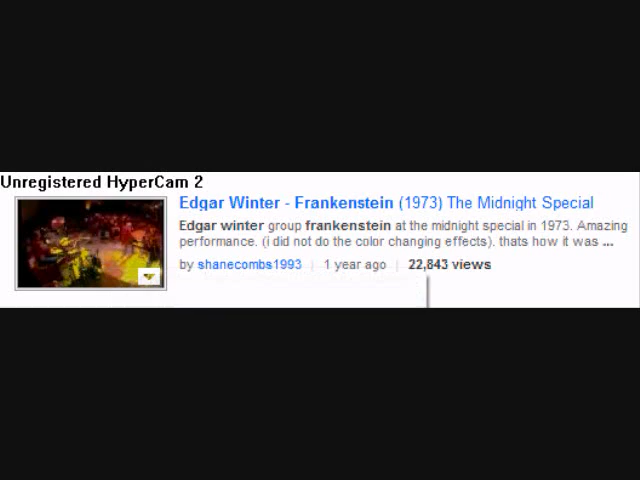 Unregistered HyperCam 2
Edgar Winter - Frankenstein (1973) The Midnight Special
Edgar winter group frankenstein at the midnight special in 1973. Amazing
performance. (i did not do the color changing effects). thats how it was ...
by shanecombs1993 | 1 year ago | 22,843 views